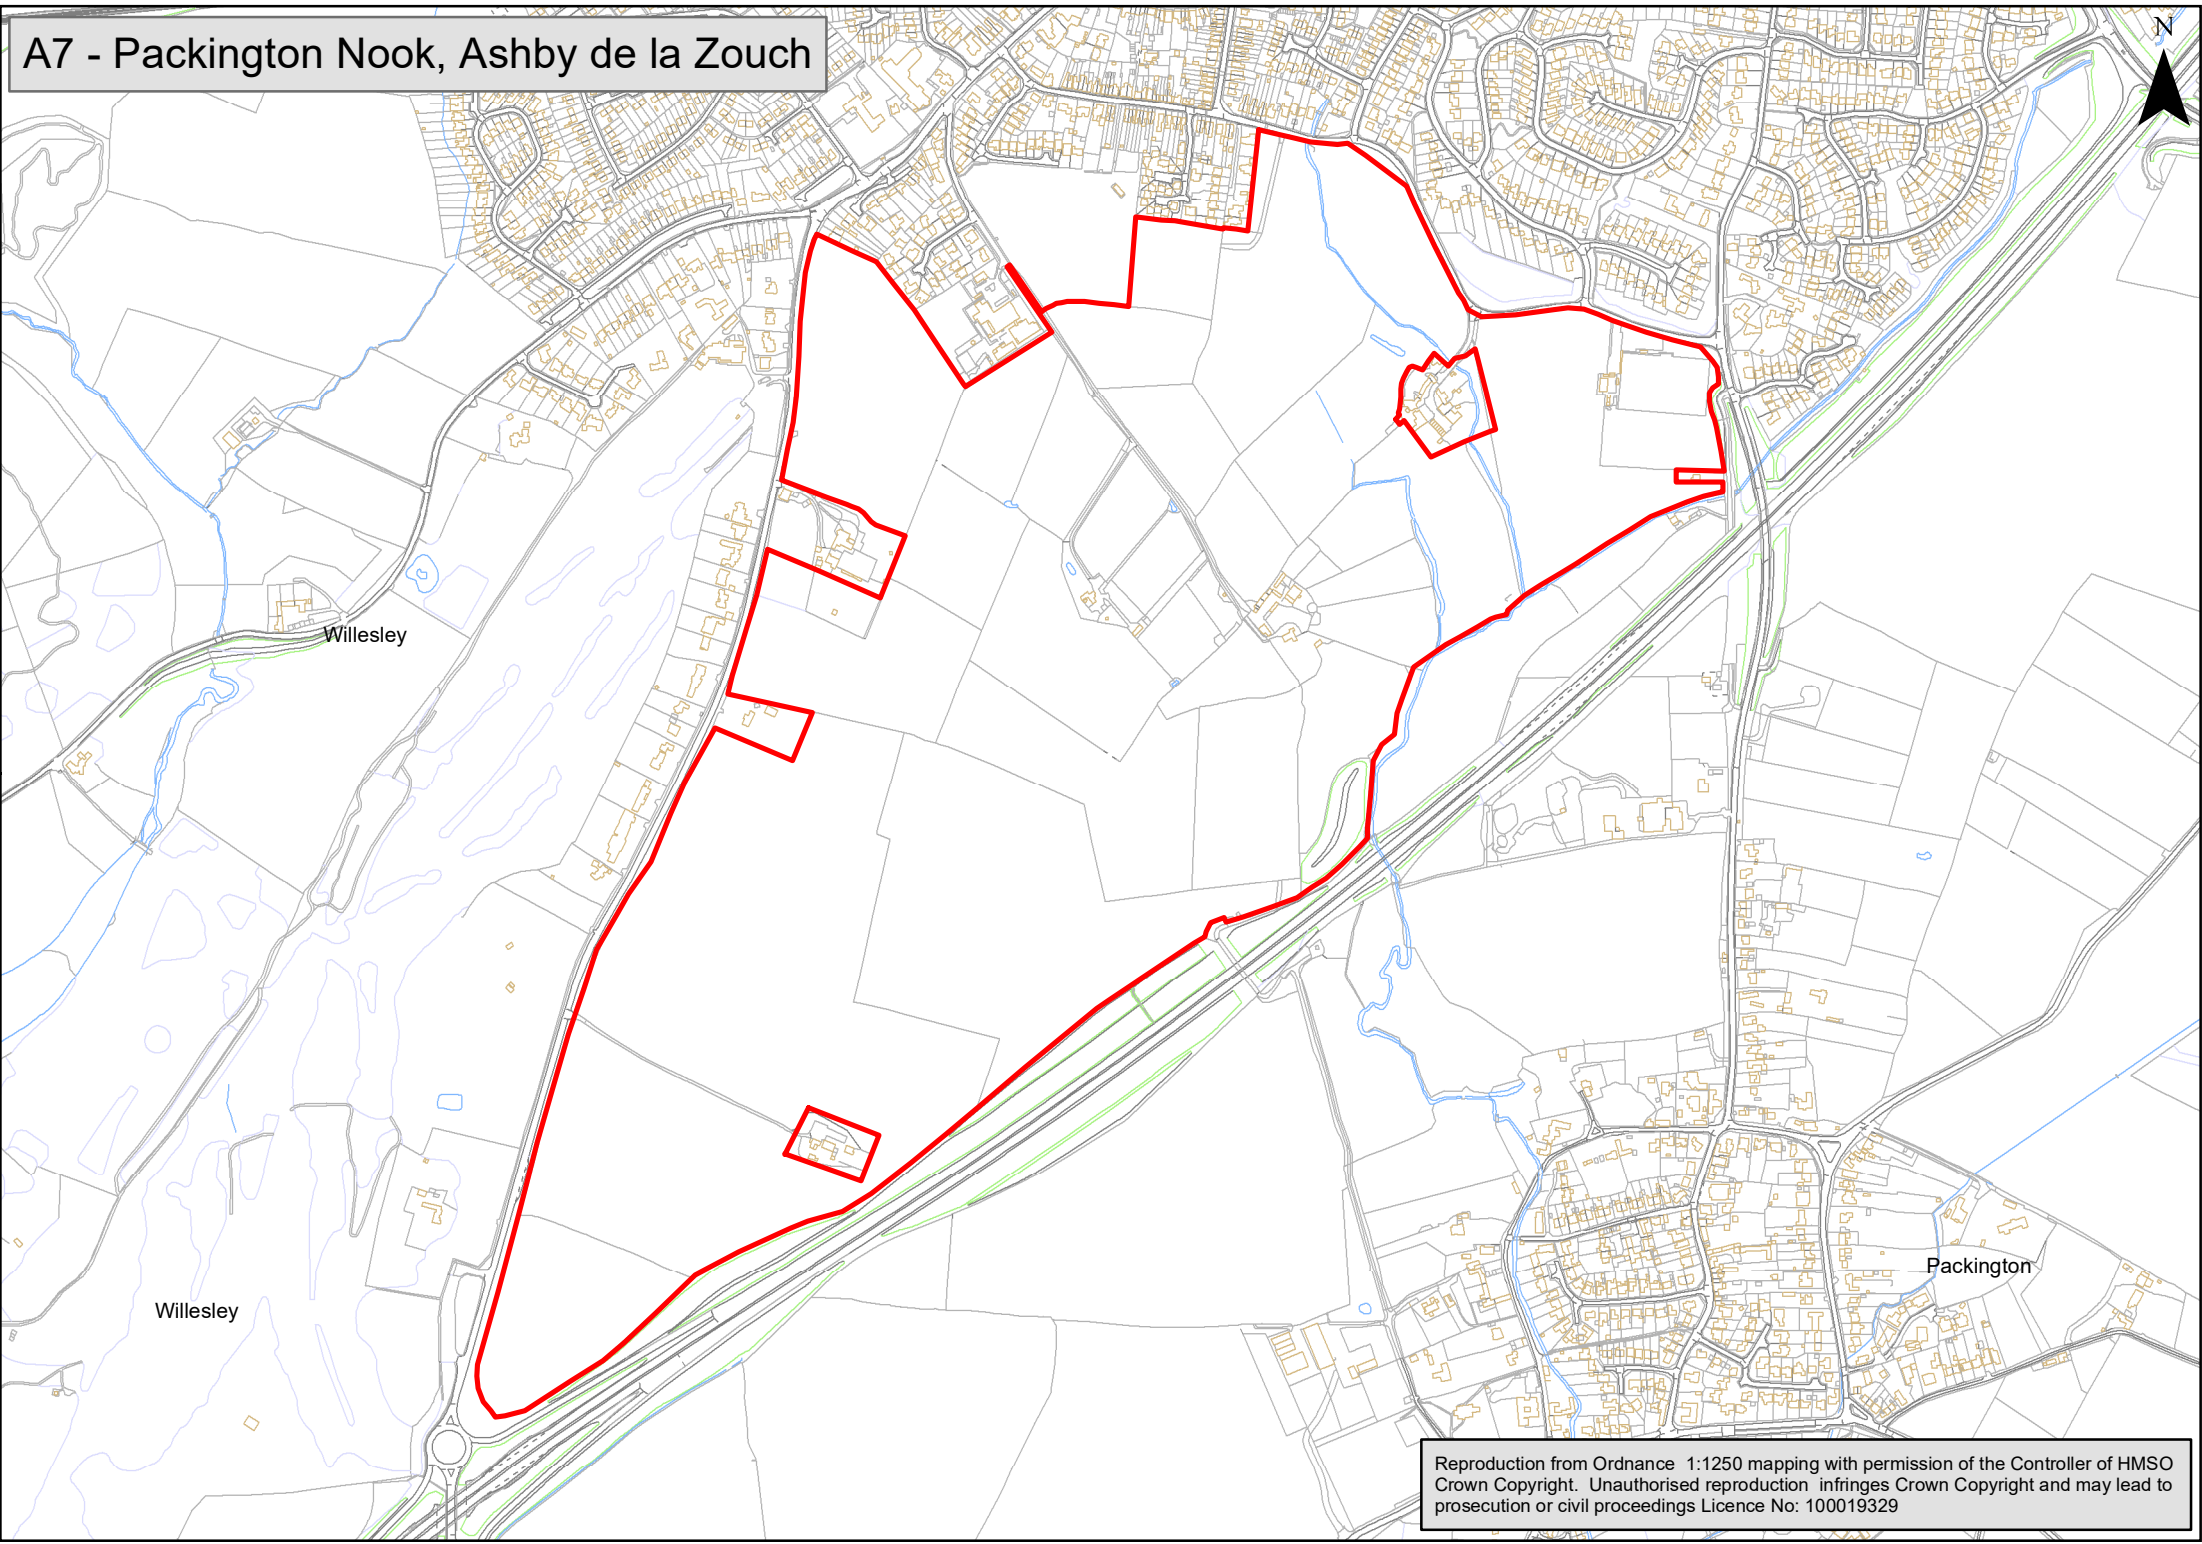 A7 - Packington Nook, Ashby de la Zouch
N
Willesley
Willesley
Packington
Reproduction from Ordnance 1:1250 mapping with permission of the Controller of HMSO
Crown Copyright. Unauthorised reproduction infringes Crown Copyright and may lead to
prosecution or civil proceedings Licence No: 100019329